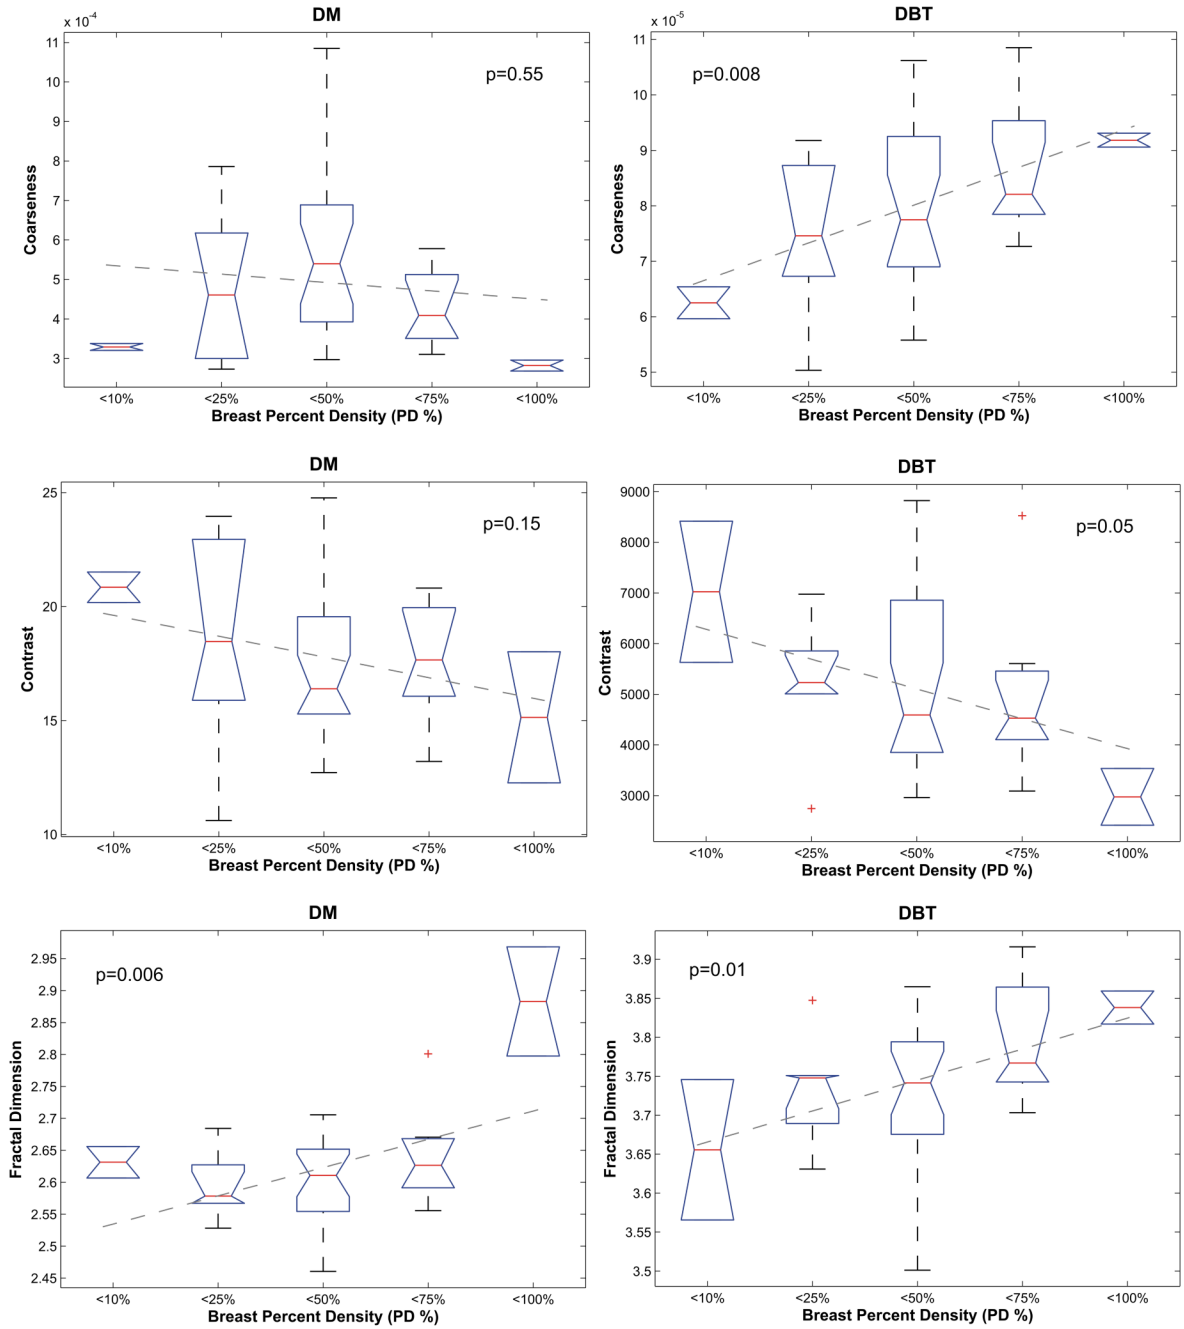 DM
x 10-4
11
10
9
8
7
6
5
4
3
p=0.55
Coarseness
<10% <25% <50% <75% <100%
Breast Percent Density (PD %)
DBT
x 10-5
11
10
9
8
7
6
5
p=0.008
Coarseness
<10% <25% <50% <75% <100%
Breast Percent Density (PD %)
DM
25
20
15
10
p=0.15
Contrast
<10% <25% <50% <75% <100%
Breast Percent Density (PD %)
DBT
9000
8000
7000
6000
5000
4000
3000
p=0.05
Contrast
<10% <25% <50% <75% <100%
Breast Percent Density (PD %)
DM
2.95
2.9
2.85
2.8
2.75
2.7
2.65
2.6
2.55
2.5
2.45
p=0.006
Fractal Dimension
<10% <25% <50% <75% <100%
Breast Percent Density (PD %)
DBT
3.9
3.85
3.8
3.75
3.7
3.65
3.6
3.55
3.5
p=0.01
Fractal Dimension
<10% <25% <50% <75% <100%
Breast Percent Density (PD %)